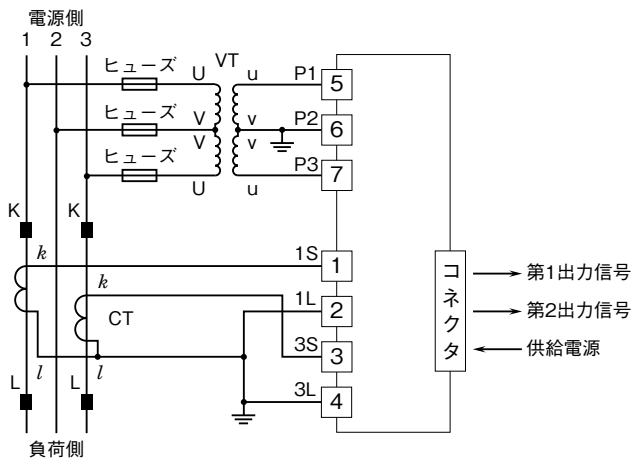 電源側
1 2 3
ヒューズ U VT u P1 5
ヒューズ V v P2 6
ヒューズ V v
U u P3 7
K K
k 1S 1
k 1L 2
CT 3S 3
l l
L L 3L 4
負荷側
コネクタ
第1出力信号
第2出力信号
供給電源